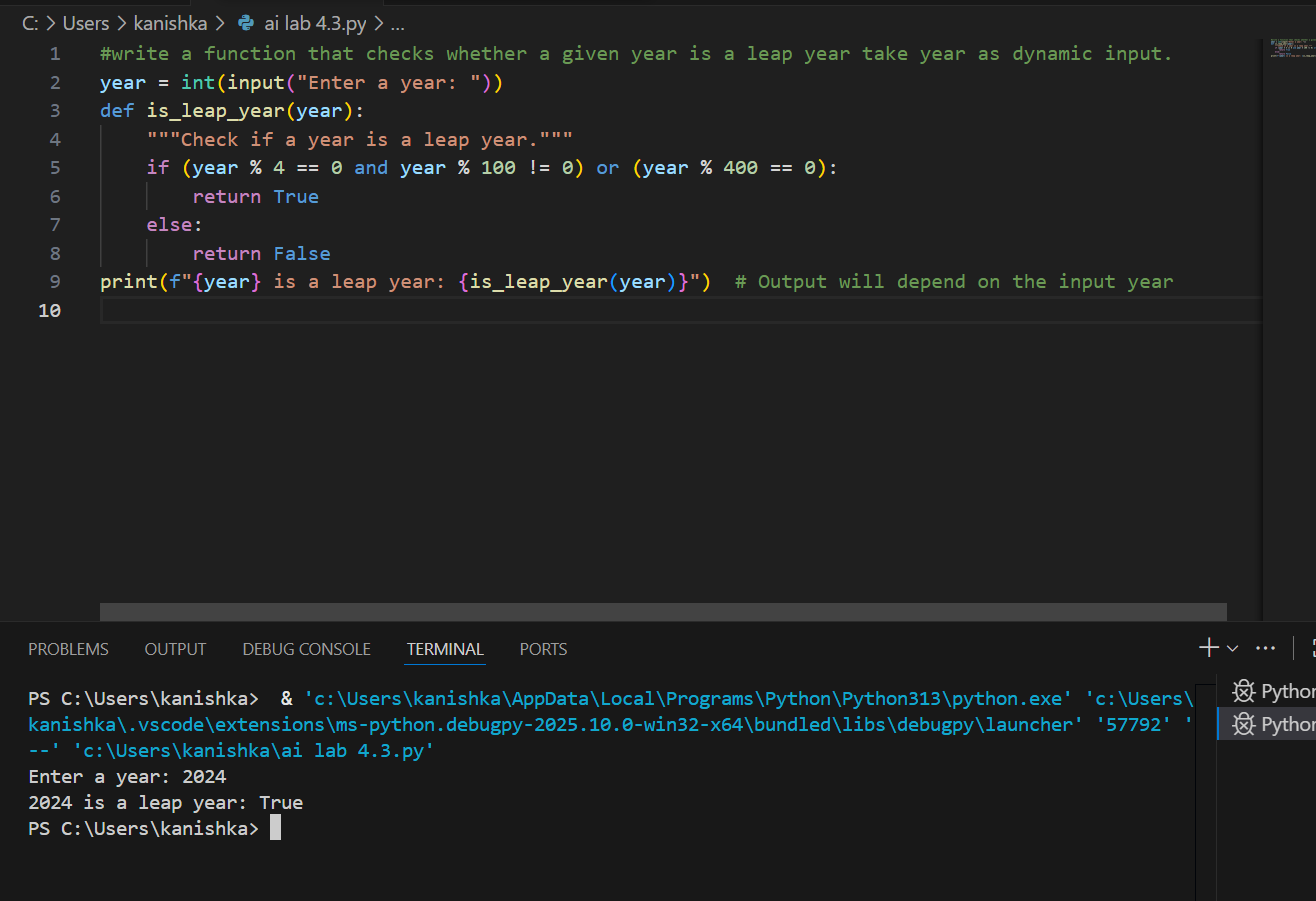 C: > Users > kanishka > ai lab 4.3.py > ...
1 #write a function that checks whether a given year is a leap year take year as dynamic input.
2 year = int(input("Enter a year: "))
3 def is_leap_year(year):
4     """Check if a year is a leap year."""
5     if (year % 4 == 0 and year % 100 != 0) or (year % 400 == 0):
6         return True
7     else:
8         return False
9 print(f"{year} is a leap year: {is_leap_year(year)}")  # Output will depend on the input year
10
PROBLEMS OUTPUT DEBUG CONSOLE TERMINAL PORTS
PS C:\Users\kanishka>  & 'c:\Users\kanishka\AppData\Local\Programs\Python\Python313\python.exe' 'c:\Users\
kanishka\.vscode\extensions\ms-python.debugpy-2025.10.0-win32-x64\bundled\libs\debugpy\launcher' '57792' '
--' 'c:\Users\kanishka\ai lab 4.3.py'
Enter a year: 2024
2024 is a leap year: True
PS C:\Users\kanishka>
Python
Python